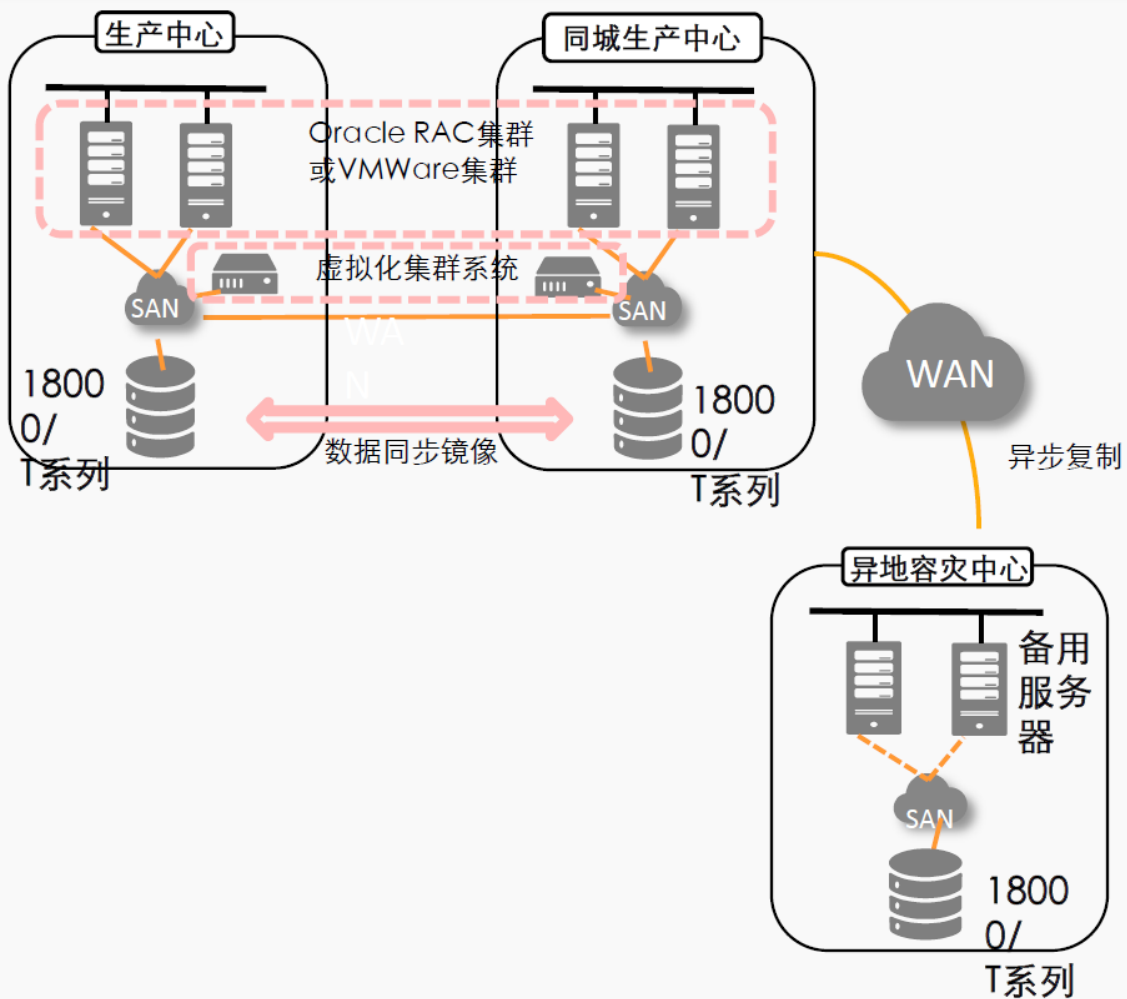 生产中心
同城生产中心
Oracle RAC集群
或VMWare集群
虚拟化集群系统
SAN
SAN
WA
N
WAN
1800
0/
T系列
1800
0/
T系列
数据同步镜像
异步复制
异地容灾中心
备用
服务
器
SAN
1800
0/
T系列